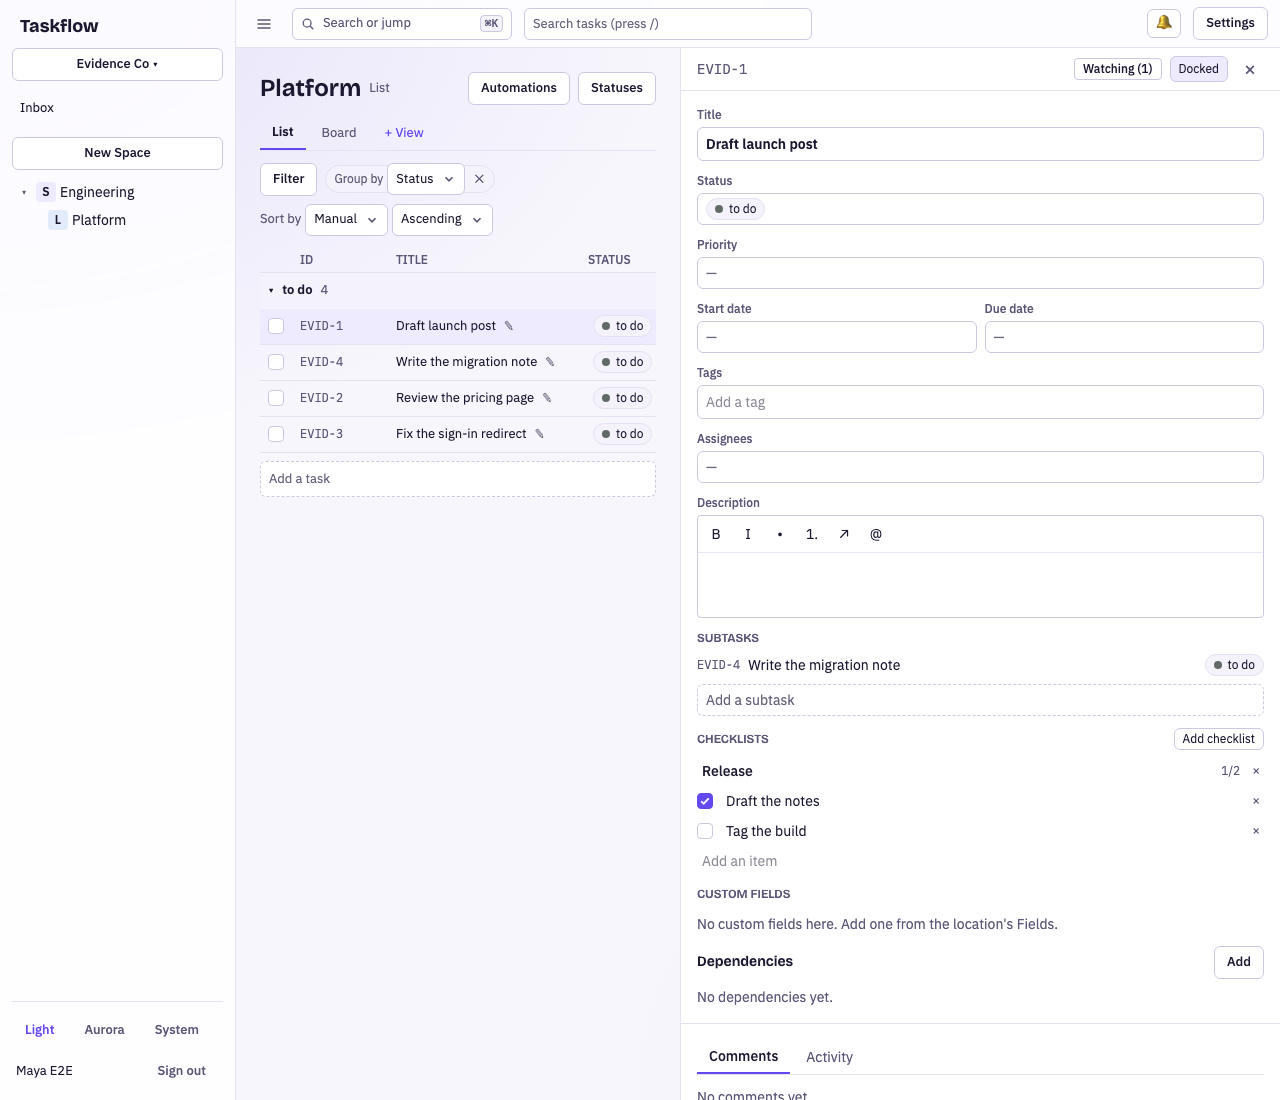 Taskflow
Evidence Co ▾
Inbox
New Space
▾ S Engineering
L Platform
Light Aurora System
Maya E2E Sign out
Search or jump ⌘K
Search tasks (press /)
Settings
Platform List
Automations Statuses
List Board + View
Filter Group by Status
Sort by Manual Ascending
ID TITLE STATUS
▾ to do 4
EVID-1 Draft launch post ✎ to do
EVID-4 Write the migration note ✎ to do
EVID-2 Review the pricing page ✎ to do
EVID-3 Fix the sign-in redirect ✎ to do
Add a task
EVID-1 Watching (1) Docked ✕
Title
Draft launch post
Status
to do
Priority
—
Start date Due date
— —
Tags
Add a tag
Assignees
—
Description
B I • 1. ↗ @
SUBTASKS
EVID-4 Write the migration note to do
Add a subtask
CHECKLISTS Add checklist
Release 1/2 ×
Draft the notes ×
Tag the build ×
Add an item
CUSTOM FIELDS
No custom fields here. Add one from the location's Fields.
Dependencies Add
No dependencies yet.
Comments Activity
No comments yet